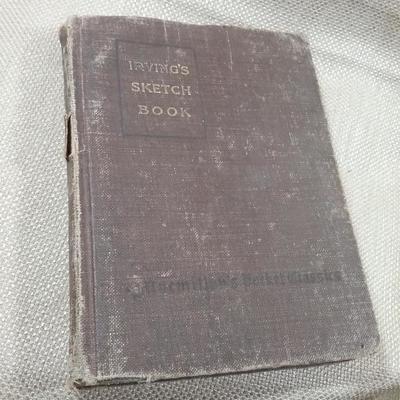 IRVING'S
SKETCH
BOOK
Macmillan's Pocket Classics